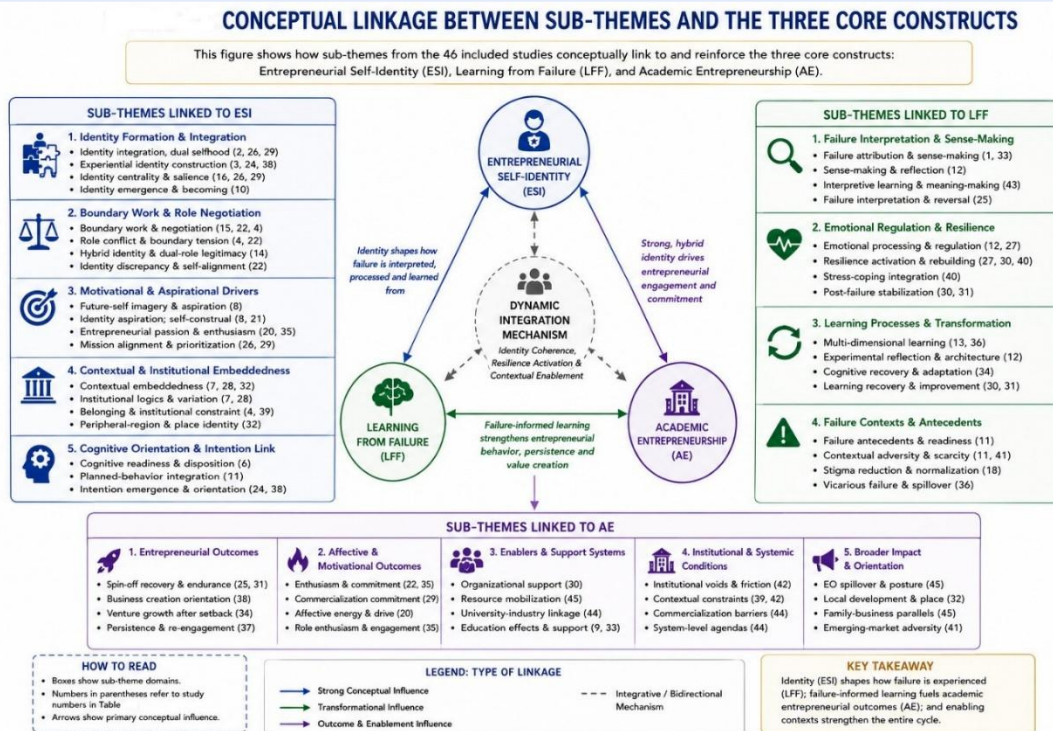 CONCEPTUAL LINKAGE BETWEEN SUB-THEMES AND THE THREE CORE CONSTRUCTS
This figure shows how sub-themes from the 46 included studies conceptually link to and reinforce the three core constructs:
Entrepreneurial Self-Identity (ESI), Learning from Failure (LFF), and Academic Entrepreneurship (AE).
SUB-THEMES LINKED TO ESI
1. Identity Formation & Integration
• Identity integration, dual selfhood (2, 26, 29)
• Experiential identity construction (3, 24, 38)
• Identity centrality & salience (16, 26, 29)
• Identity emergence & becoming (10)
2. Boundary Work & Role Negotiation
• Boundary work & negotiation (15, 22, 4)
• Role conflict & boundary tension (4, 22)
• Hybrid identity & dual-role legitimacy (14)
• Identity discrepancy & self-alignment (22)
3. Motivational & Aspirational Drivers
• Future-self imagery & aspiration (8)
• Identity aspiration; self-construal (8, 21)
• Entrepreneurial passion & enthusiasm (20, 35)
• Mission alignment & prioritization (26, 29)
4. Contextual & Institutional Embeddedness
• Contextual embeddedness (7, 28, 32)
• Institutional logics & variation (7, 28)
• Belonging & institutional constraint (4, 39)
• Peripheral-region & place identity (32)
5. Cognitive Orientation & Intention Link
• Cognitive readiness & disposition (6)
• Planned-behavior integration (11)
• Intention emergence & orientation (24, 38)
ENTREPRENEURIAL
SELF-IDENTITY
(ESI)
Identity shapes how
failure is interpreted,
processed and learned
from
Strong, hybrid
identity drives
entrepreneurial
engagement and
commitment
DYNAMIC
INTEGRATION
MECHANISM
Identity Coherence,
Resilience Activation &
Contextual Enablement
LEARNING
FROM FAILURE
(LFF)
Failure-informed learning
strengthens entrepreneurial
behavior, persistence and
value creation
ACADEMIC
ENTREPRENEURSHIP
(AE)
SUB-THEMES LINKED TO LFF
1. Failure Interpretation & Sense-Making
• Failure attribution & sense-making (1, 33)
• Sense-making & reflection (12)
• Interpretive learning & meaning-making (43)
• Failure interpretation & reversal (25)
2. Emotional Regulation & Resilience
• Emotional processing & regulation (12, 27)
• Resilience activation & rebuilding (27, 30, 40)
• Stress-coping integration (40)
• Post-failure stabilization (30, 31)
3. Learning Processes & Transformation
• Multi-dimensional learning (13, 36)
• Experimental reflection & architecture (12)
• Cognitive recovery & adaptation (34)
• Learning recovery & improvement (30, 31)
4. Failure Contexts & Antecedents
• Failure antecedents & readiness (11)
• Contextual adversity & scarcity (11, 41)
• Stigma reduction & normalization (18)
• Vicarious failure & spillover (36)
SUB-THEMES LINKED TO AE
1. Entrepreneurial Outcomes
• Spin-off recovery & endurance (25, 31)
• Business creation orientation (38)
• Venture growth after setback (34)
• Persistence & re-engagement (37)
2. Affective &
Motivational Outcomes
• Enthusiasm & commitment (22, 35)
• Commercialization commitment (29)
• Affective energy & drive (20)
• Role enthusiasm & engagement (35)
3. Enablers & Support Systems
• Organizational support (30)
• Resource mobilization (45)
• University-industry linkage (44)
• Education effects & support (9, 33)
4. Institutional & Systemic
Conditions
• Institutional voids & friction (42)
• Contextual constraints (39, 42)
• Commercialization barriers (44)
• System-level agendas (44)
5. Broader Impact
& Orientation
• EO spillover & posture (45)
• Local development & place (32)
• Family-business parallels (45)
• Emerging-market adversity (41)
HOW TO READ
• Boxes show sub-theme domains.
• Numbers in parentheses refer to study
numbers in Table
• Arrows show primary conceptual influence.
LEGEND: TYPE OF LINKAGE
Strong Conceptual Influence
Transformational Influence
Outcome & Enablement Influence
Integrative / Bidirectional
Mechanism
KEY TAKEAWAY
Identity (ESI) shapes how failure is experienced
(LFF); failure-informed learning fuels academic
entrepreneurial outcomes (AE); and enabling
contexts strengthen the entire cycle.